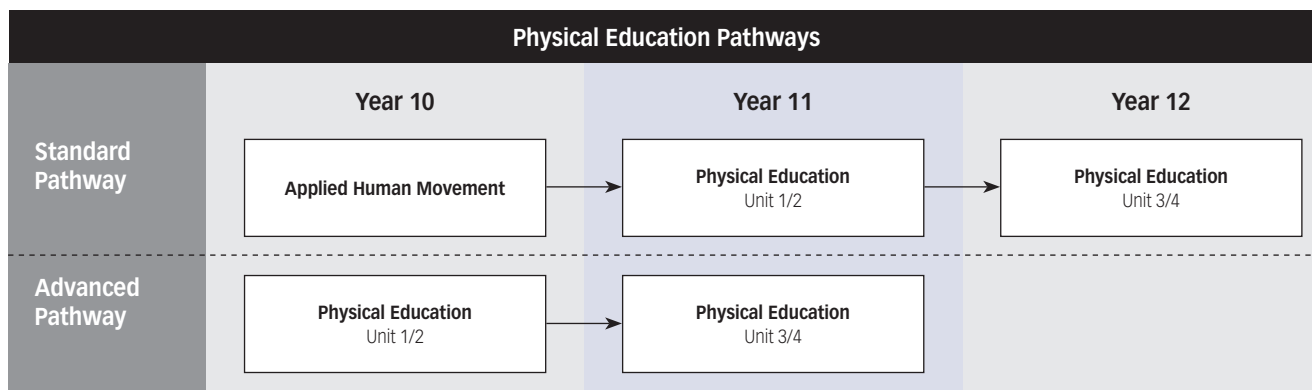 Physical Education Pathways
Year 10
Year 11
Year 12
Standard
Pathway
Applied Human Movement
Physical Education
Unit 1/2
Physical Education
Unit 3/4
Advanced
Pathway
Physical Education
Unit 1/2
Physical Education
Unit 3/4